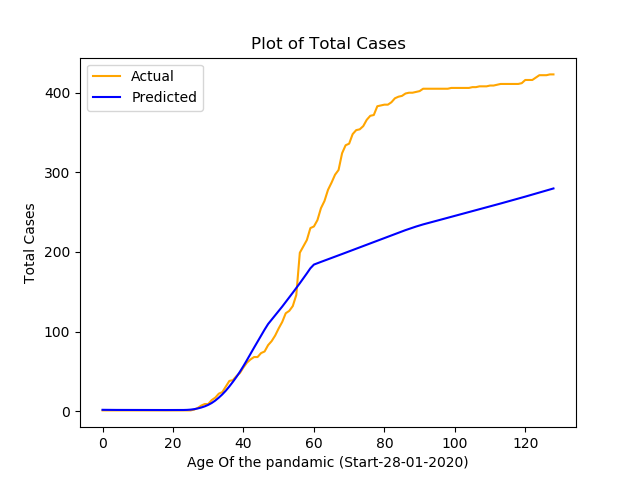 Plot of Total Cases
Actual
Predicted
400
300
200
100
0
Total Cases
0 20 40 60 80 100 120
Age Of the pandamic (Start-28-01-2020)